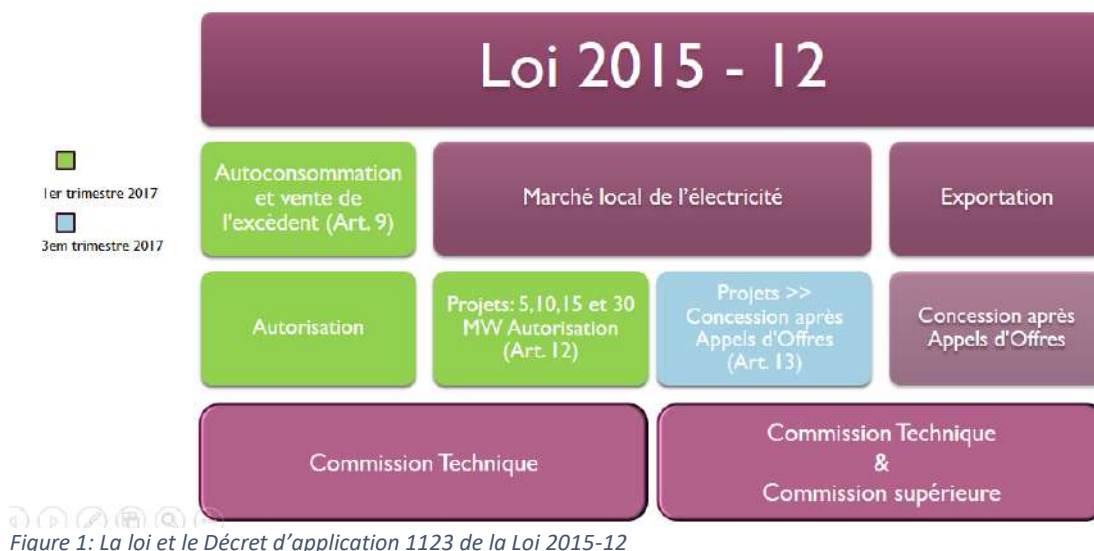 Loi 2015 - 12
1er trimestre 2017
3em trimestre 2017
Autoconsommation
et vente de
l'excèdent (Art. 9)
Marché local de l'électricité
Exportation
Autorisation
Projets: 5,10,15 et 30
MW Autorisation
(Art. 12)
Projets >>
Concession après
Appels d'Offres
(Art. 13)
Concession après
Appels d'Offres
Commission Technique
Commission Technique
&
Commission supérieure
Figure 1: La loi et le Décret d'application 1123 de la Loi 2015-12